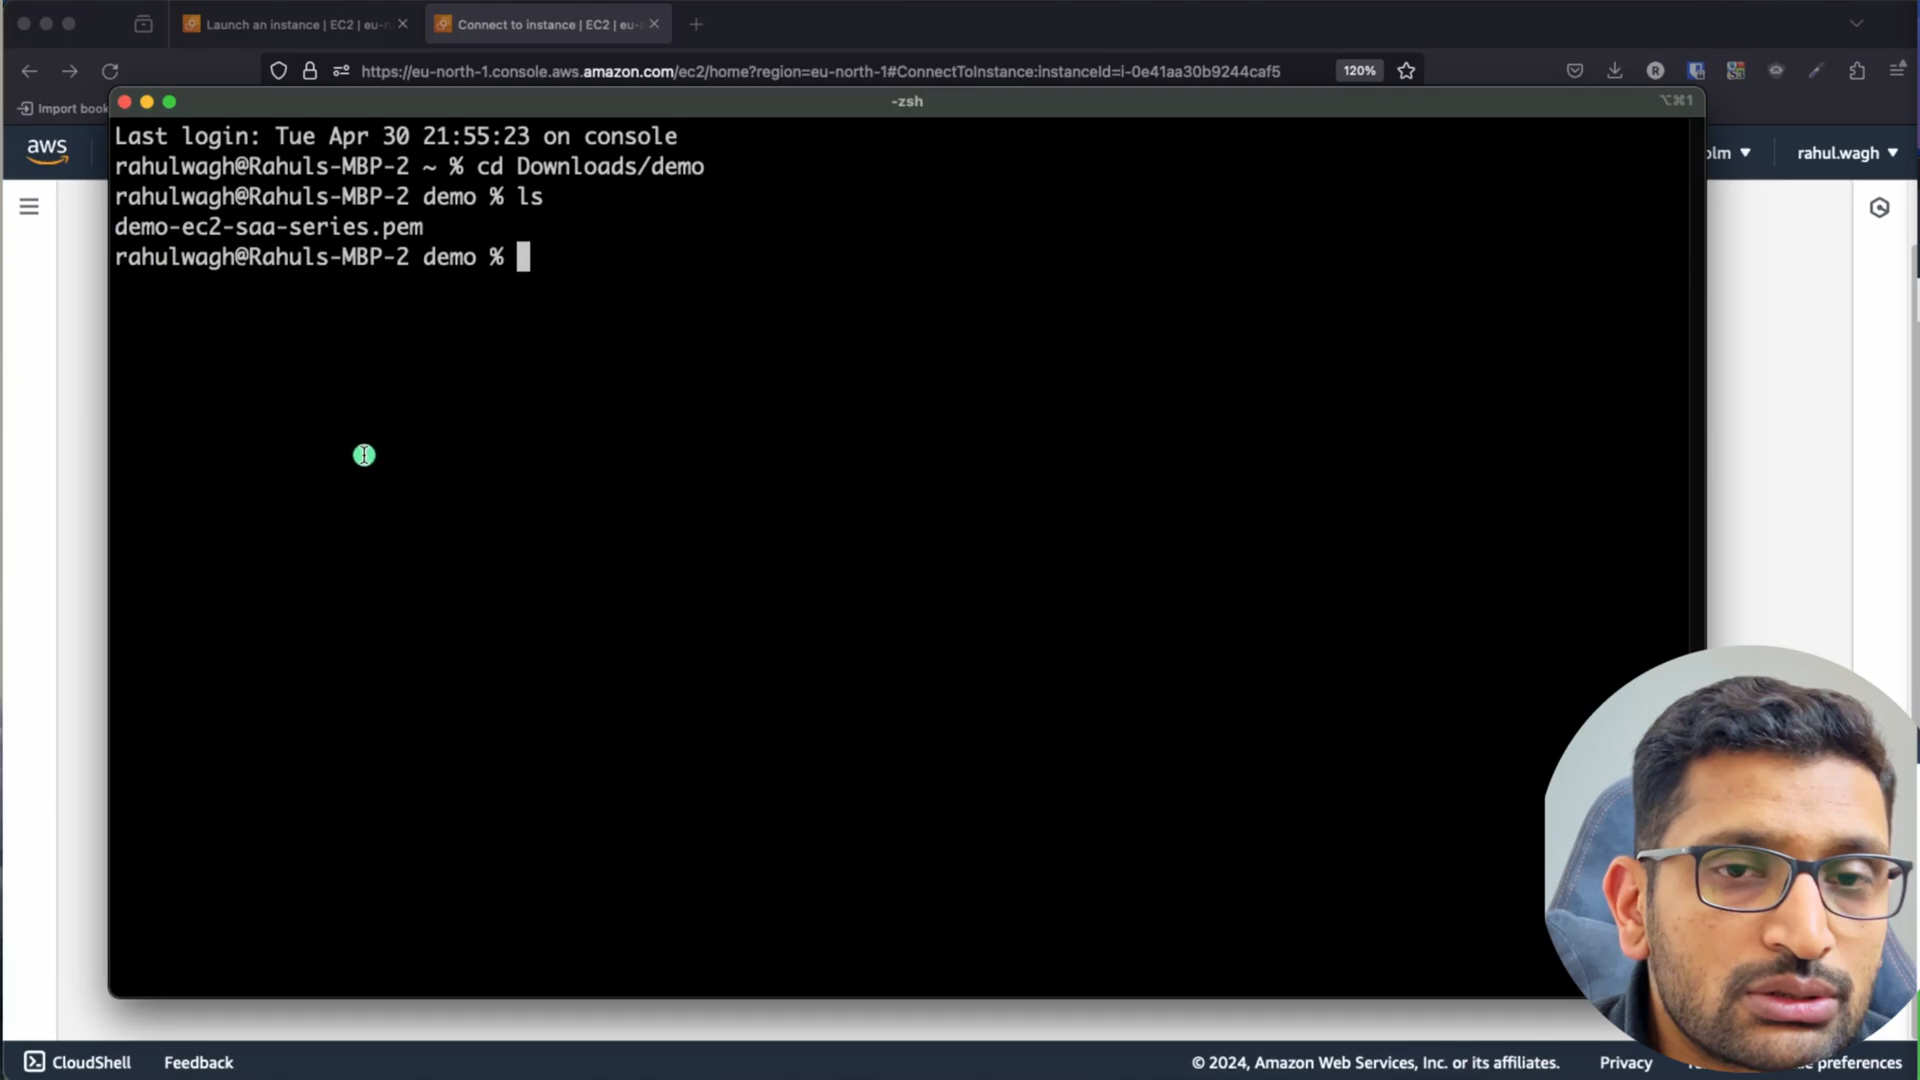 Launch an instance | EC2 | eu-n
Connect to instance | EC2 | eu-
https://eu-north-1.console.aws.amazon.com/ec2/home?region=eu-north-1#ConnectToInstance:instanceId=i-0e41aa30b9244caf5
120%
Import book
-zsh
⌥⌘1
aws
olm
rahul.wagh
Last login: Tue Apr 30 21:55:23 on console
rahulwagh@Rahuls-MBP-2 ~ % cd Downloads/demo
rahulwagh@Rahuls-MBP-2 demo % ls
demo-ec2-saa-series.pem
rahulwagh@Rahuls-MBP-2 demo %
CloudShell
Feedback
© 2024, Amazon Web Services, Inc. or its affiliates.
Privacy
preferences